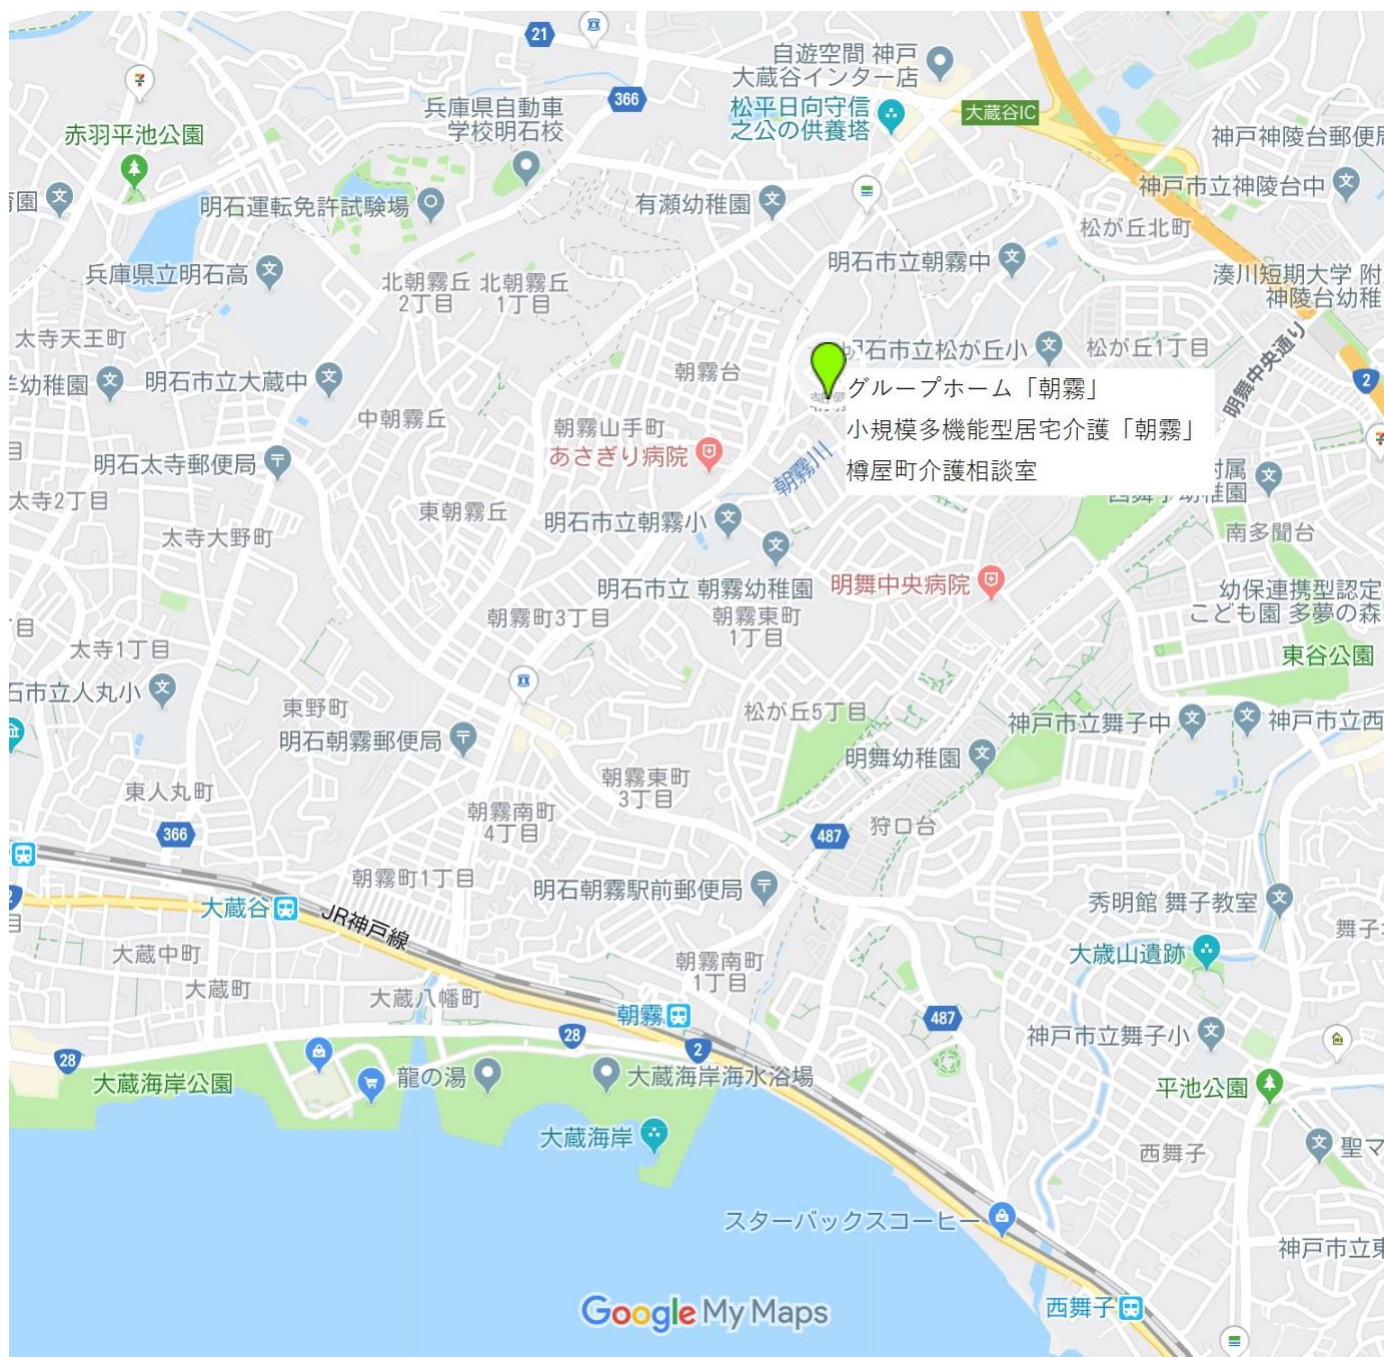 21
自遊空間 神戸
大蔵谷インター店
366
兵庫県自動車
学校明石校
松平日向守信
之公の供養塔
大蔵谷IC
赤羽平池公園
神戸神陵台郵便局
育園
明石運転免許試験場
有瀬幼稚園
神戸市立神陵台中
松が丘北町
兵庫県立明石高
北朝霧丘
2丁目
北朝霧丘
1丁目
明石市立朝霧中
湊川短期大学 附
神陵台幼稚
太寺天王町
明石市立松が丘小
松が丘1丁目
明舞中央通り
2
羊幼稚園
明石市立大蔵中
朝霧台
グループホーム「朝霧」
小規模多機能型居宅介護「朝霧」
樽屋町介護相談室
中朝霧丘
朝霧山手町
あさぎり病院
朝霧川
明石太寺郵便局
附属
西舞子幼稚園
太寺2丁目
東朝霧丘
明石市立朝霧小
太寺大野町
南多聞台
明石市立 朝霧幼稚園
明舞中央病院
幼保連携型認定
こども園 多夢の森
朝霧町3丁目
朝霧東町
1丁目
目
太寺1丁目
東谷公園
石市立人丸小
東野町
松が丘5丁目
神戸市立舞子中
神戸市立西
明石朝霧郵便局
明舞幼稚園
東人丸町
朝霧東町
3丁目
朝霧南町
4丁目
366
487
狩口台
朝霧町1丁目
明石朝霧駅前郵便局
秀明館 舞子教室
2
目
大蔵谷
JR神戸線
舞子
大蔵中町
朝霧南町
1丁目
大歳山遺跡
大蔵町
大蔵八幡町
朝霧
487
28
28
2
神戸市立舞子小
大蔵海岸公園
龍の湯
大蔵海岸海水浴場
平池公園
大蔵海岸
西舞子
聖マ
スターバックスコーヒー
神戸市立東
西舞子
Google My Maps